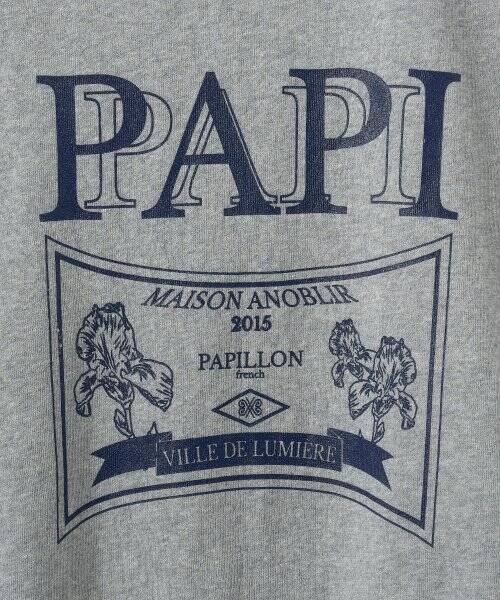 PAPI
MAISON ANOBLIR
2015
PAPILLON
french
VILLE DE LUMIERE